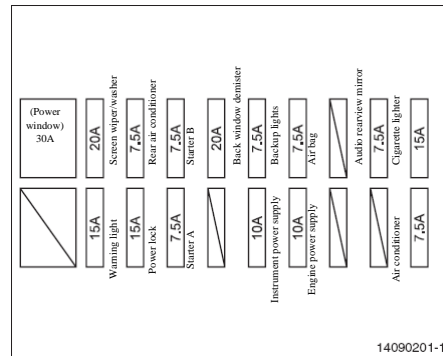 (Power
window)
30A
20A
Screen wiper/washer
7.5A
Rear air conditioner
7.5A
Starter B
20A
Back window demister
7.5A
Backup lights
7.5A
Air bag
Audio rearview mirror
7.5A
Cigarette lighter
15A
15A
Warning light
15A
Power lock
7.5A
Starter A
10A
Instrument power supply
10A
Engine power supply
Air conditioner
7.5A
14090201-1